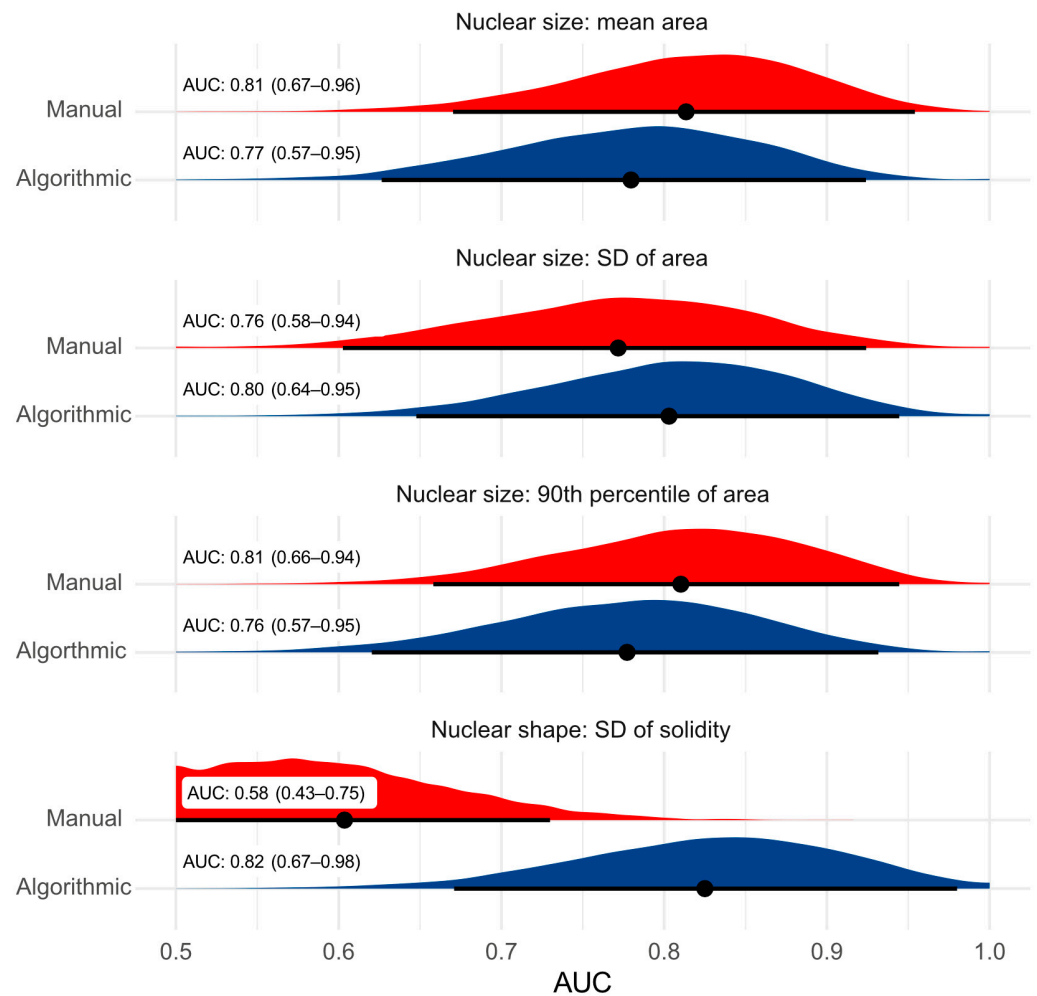 Nuclear size: mean area
AUC: 0.81 (0.67–0.96)
Manual
AUC: 0.77 (0.57–0.95)
Algorithmic
Nuclear size: SD of area
AUC: 0.76 (0.58–0.94)
Manual
AUC: 0.80 (0.64–0.95)
Algorithmic
Nuclear size: 90th percentile of area
AUC: 0.81 (0.66–0.94)
Manual
AUC: 0.76 (0.57–0.95)
Algorthmic
Nuclear shape: SD of solidity
AUC: 0.58 (0.43–0.75)
Manual
AUC: 0.82 (0.67–0.98)
Algorithmic
0.5 0.6 0.7 0.8 0.9 1.0
AUC